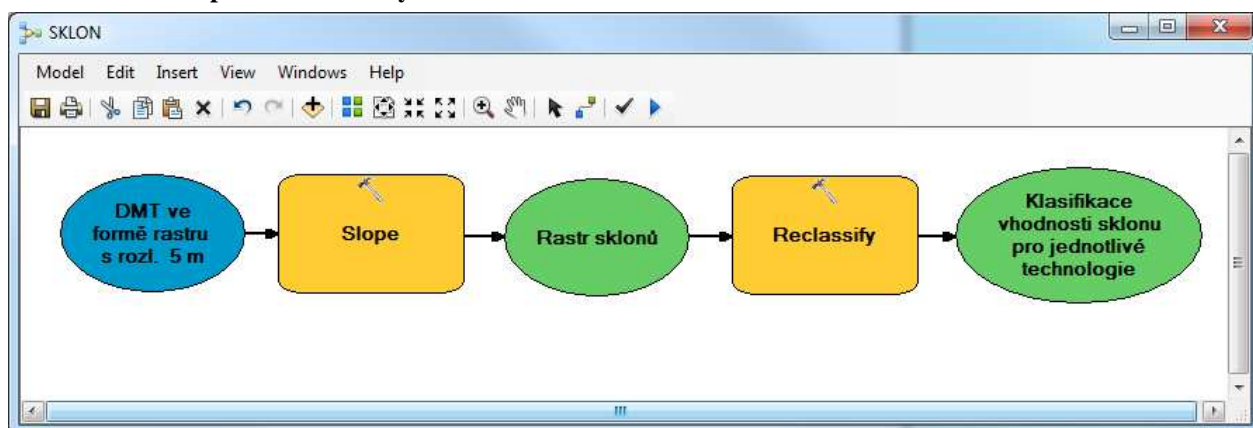 SKLON
Model Edit Insert View Windows Help
DMT ve
formě rastru
s rozl. 5 m
Slope
Rastr sklonů
Reclassify
Klasifikace
vhodnosti sklonu
pro jednotlivé
technologie